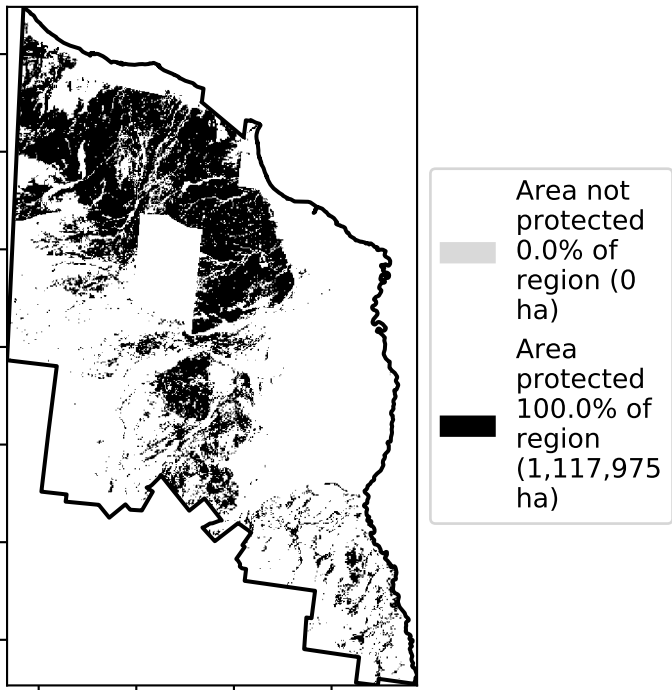 Area not
protected
0.0% of
region (0
ha)
Area
protected
100.0% of
region
(1,117,975
ha)